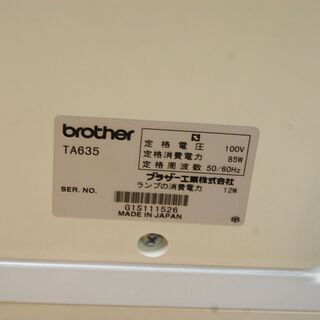 brother
TA635
定格電圧 100V
定格消費電力 85W
定格周波数 50/60Hz
ブラザー工業株式会社
ランプの消費電力 12W
SER. NO.
G1S111526
MADE IN JAPAN